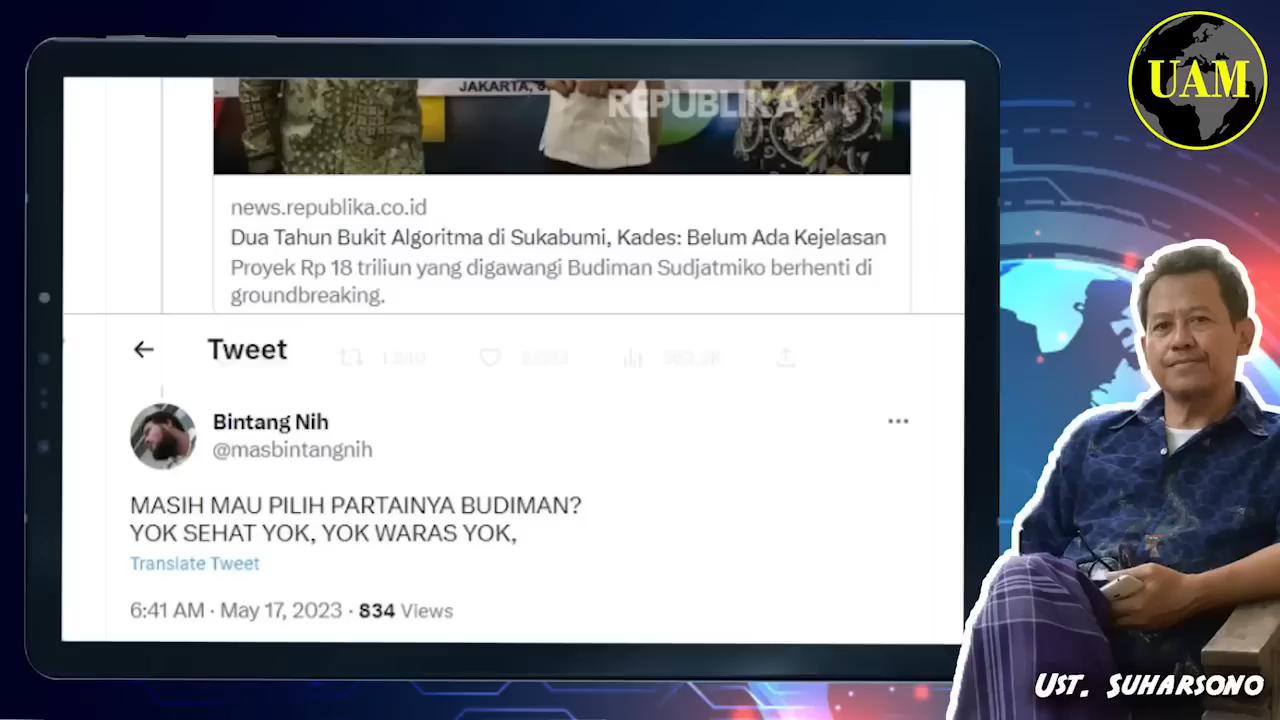 UAM
JAKARTA,
REPUBLIKA
news.republika.co.id
Dua Tahun Bukit Algoritma di Sukabumi, Kades: Belum Ada Kejelasan
Proyek Rp 18 triliun yang digawangi Budiman Sudjatmiko berhenti di
groundbreaking.
Tweet
Bintang Nih
@masbintangnih
MASIH MAU PILIH PARTAINYA BUDIMAN?
YOK SEHAT YOK, YOK WARAS YOK,
Translate Tweet
6:41 AM · May 17, 2023 · 834 Views
UST. SUHARSONO